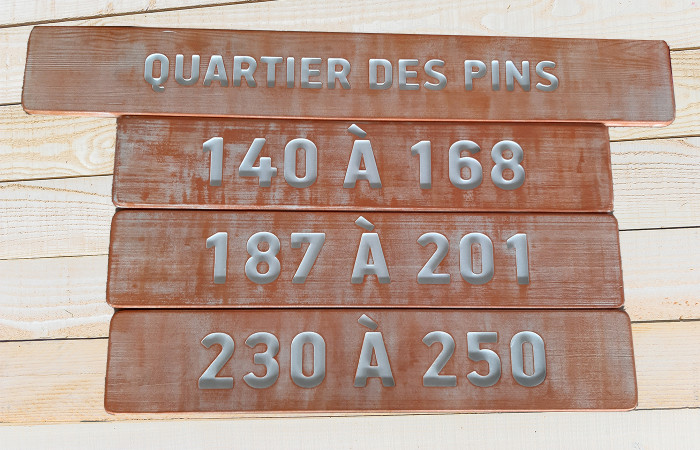 QUARTIER DES PINS
140 À 168
187 À 201
230 À 250